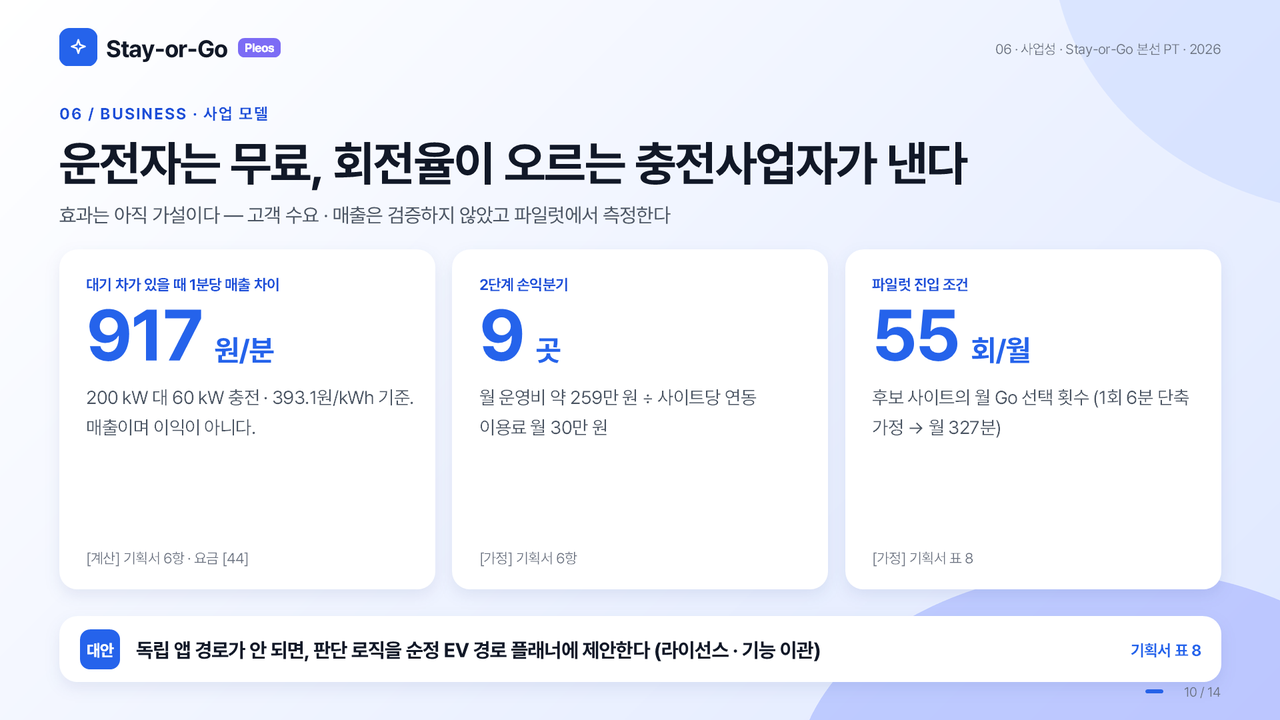 Stay-or-Go Pleos
06 · 사업성 · Stay-or-Go 본선 PT · 2026
06 / BUSINESS · 사업 모델
운전자는 무료, 회전율이 오르는 충전사업자가 낸다
효과는 아직 가설이다 — 고객 수요 · 매출은 검증하지 않았고 파일럿에서 측정한다
대기 차가 있을 때 1분당 매출 차이
917 원/분
200 kW 대 60 kW 충전 · 393.1원/kWh 기준.
매출이며 이익이 아니다.
[계산] 기획서 6항 · 요금 [44]
2단계 손익분기
9 곳
월 운영비 약 259만 원 ÷ 사이트당 연동
이용료 월 30만 원
[가정] 기획서 6항
파일럿 진입 조건
55 회/월
후보 사이트의 월 Go 선택 횟수 (1회 6분 단축
가정 → 월 327분)
[가정] 기획서 표 8
대안 독립 앱 경로가 안 되면, 판단 로직을 순정 EV 경로 플래너에 제안한다 (라이선스 · 기능 이관)
기획서 표 8
10 / 14